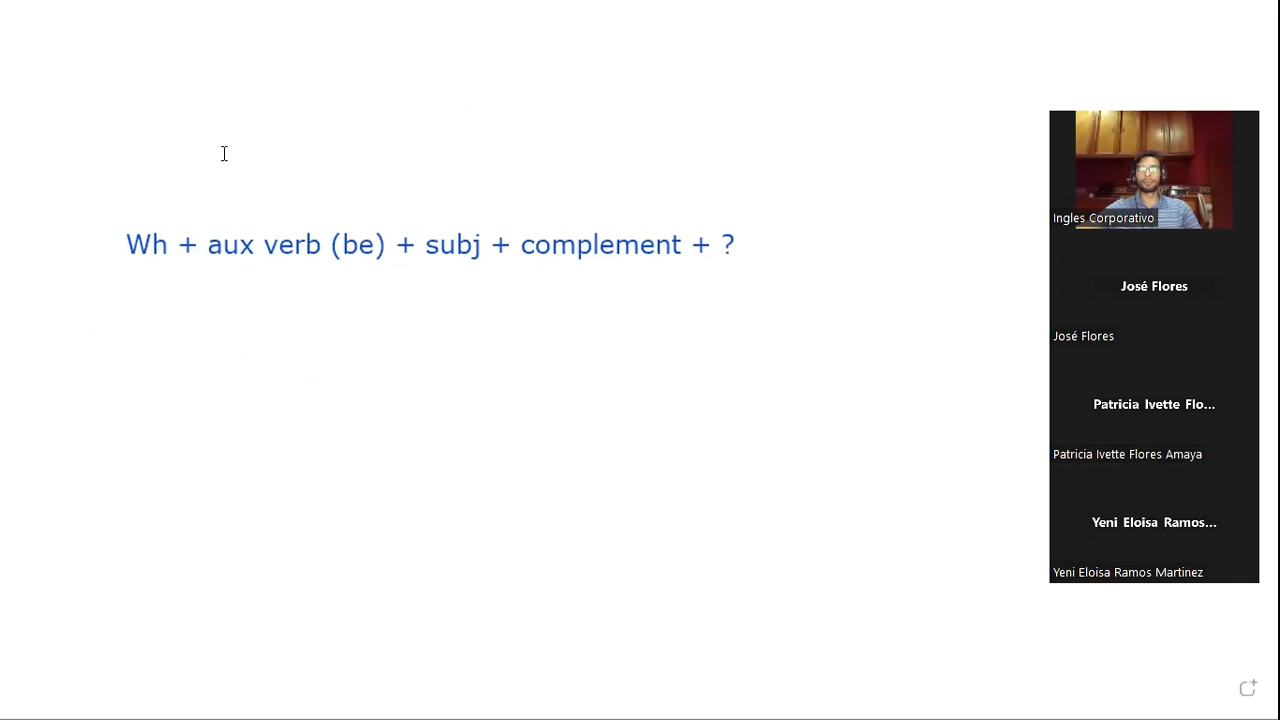 Wh + aux verb (be) + subj + complement + ?
Ingles Corporativo
José Flores
José Flores
Patricia Ivette Flo...
Patricia Ivette Flores Amaya
Yeni Eloisa Ramos...
Yeni Eloisa Ramos Martinez